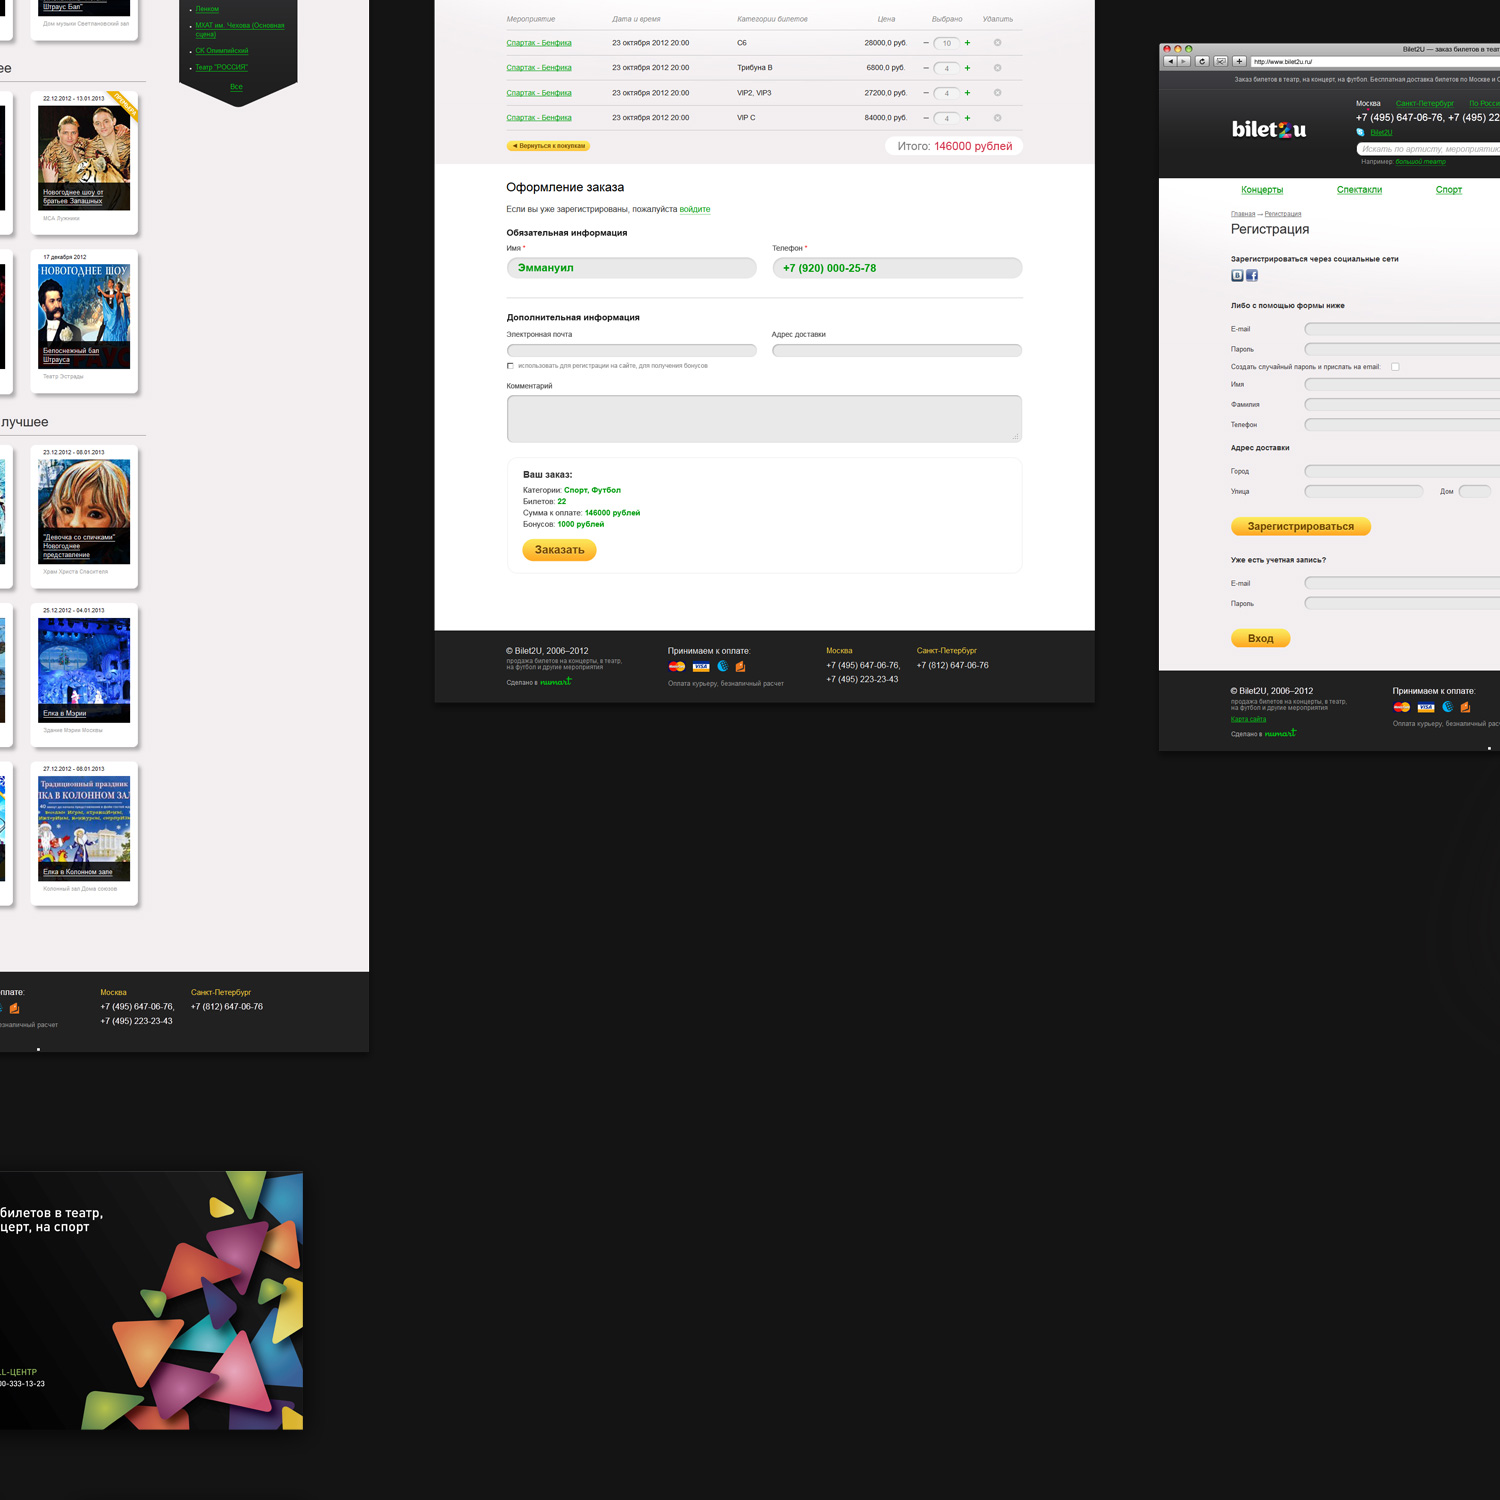 Штраус Бал"
Дом музыки Светлановский зал
ее
22.12.2012 - 13.01.2013
Новогоднее шоу от
братьев Запашных
МСА Лужники
17 декабря 2012
НОВОГОДНЕЕ ШОУ
Белоснежный бал
Штрауса
Театр Эстрады
лучшее
23.12.2012 - 08.01.2013
"Девочка со спичками"
Новогоднее
представление
Храм Христа Спасителя
25.12.2012 - 04.01.2013
Елка в Мэрии
Здание Мэрии Москвы
27.12.2012 - 08.01.2013
Традиционный праздник
ЛКА В КОЛОННОМ ЗАЛ
Елка в Колонном зале
Колонный зал Дома союзов
Ленком
МХАТ им. Чехова (Основная
сцена)
СК Олимпийский
Театр "РОССИЯ"
Все
плате:
езналичный расчет
Москва
+7 (495) 647-06-76,
+7 (495) 223-23-43
Санкт-Петербург
+7 (812) 647-06-76
билетов в театр,
церт, на спорт
LL-ЦЕНТР
00-333-13-23
Мероприятие Дата и время Категории билетов Цена Выбрано Удалить
Спартак - Бенфика 23 октября 2012 20:00 C6 28000,0 руб. − 10 +
Спартак - Бенфика 23 октября 2012 20:00 Трибуна B 6800,0 руб. − 4 +
Спартак - Бенфика 23 октября 2012 20:00 VIP2, VIP3 27200,0 руб. − 4 +
Спартак - Бенфика 23 октября 2012 20:00 VIP C 84000,0 руб. − 4 +
◄ Вернуться к покупкам
Итого: 146000 рублей
Оформление заказа
Если вы уже зарегистрированы, пожалуйста войдите
Обязательная информация
Имя * Телефон *
Эммануил +7 (920) 000-25-78
Дополнительная информация
Электронная почта Адрес доставки
использовать для регистрации на сайте, для получения бонусов
Комментарий
Ваш заказ:
Категории: Спорт, Футбол
Билетов: 22
Сумма к оплате: 146000 рублей
Бонусов: 1000 рублей
Заказать
© Bilet2U, 2006–2012
продажа билетов на концерты, в театр,
на футбол и другие мероприятия
Сделано в numart
Принимаем к оплате:
VISA
Оплата курьеру, безналичный расчет
Москва
+7 (495) 647-06-76,
+7 (495) 223-23-43
Санкт-Петербург
+7 (812) 647-06-76
Bilet2U — заказ билетов в теат
http://www.bilet2u.ru/
Заказ билетов в театр, на концерт, на футбол. Бесплатная доставка билетов по Москве и С
bilet2u
Москва Санкт-Петербург По Росси
+7 (495) 647-06-76, +7 (495) 22
Bilet2U
Искать по артисту, мероприятию
Например: большой театр
Концерты Спектакли Спорт
Главная → Регистрация
Регистрация
Зарегистрироваться через социальные сети
Либо с помощью формы ниже
E-mail
Пароль
Создать случайный пароль и прислать на email:
Имя
Фамилия
Телефон
Адрес доставки
Город
Улица Дом
Зарегистрироваться
Уже есть учетная запись?
E-mail
Пароль
Вход
© Bilet2U, 2006–2012
продажа билетов на концерты, в театр,
на футбол и другие мероприятия
Карта сайта
Сделано в numart
Принимаем к оплате:
VISA
Оплата курьеру, безналичный рас